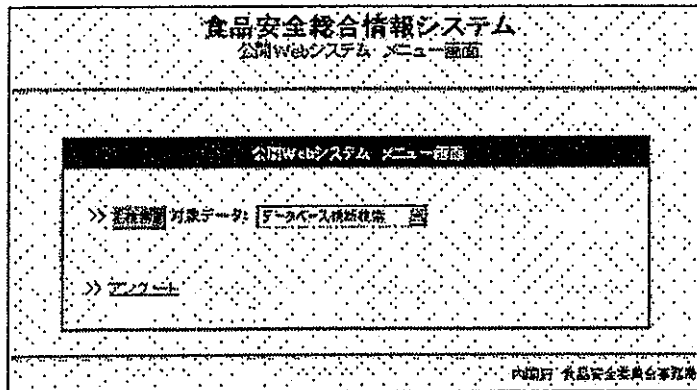 食品安全総合情報システム
公開Webシステム メニュー画面
公開Webシステム メニュー画面
>> 対象データ: データベース横断検索
>> アンケート
内閣府 食品安全委員会事務局